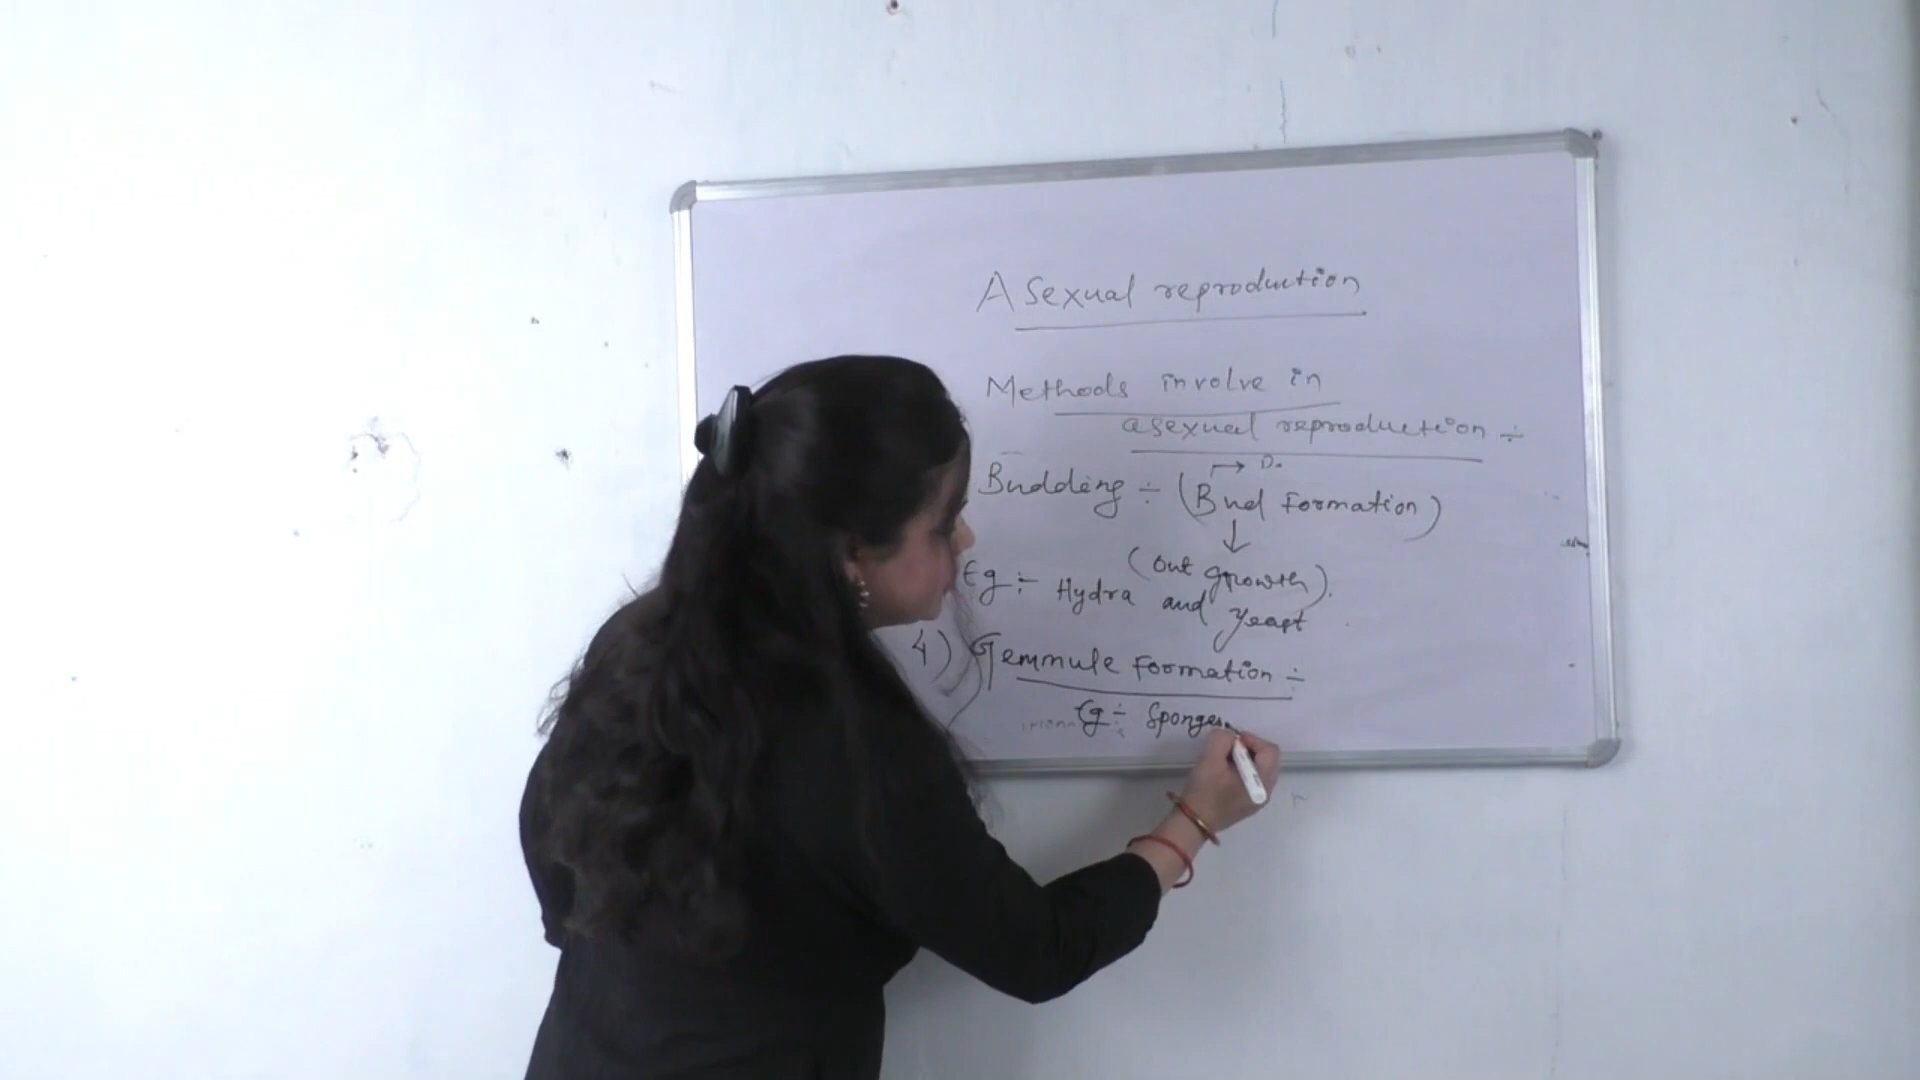 Asexual reproduction
Methods involve in
asexual reproduction ÷
→ D.
Budding ÷ (Bud Formation)
↓
(out growth).
Eg ÷ Hydra and yeast
4) Gemmule Formation ÷
Eg ÷ Sponges